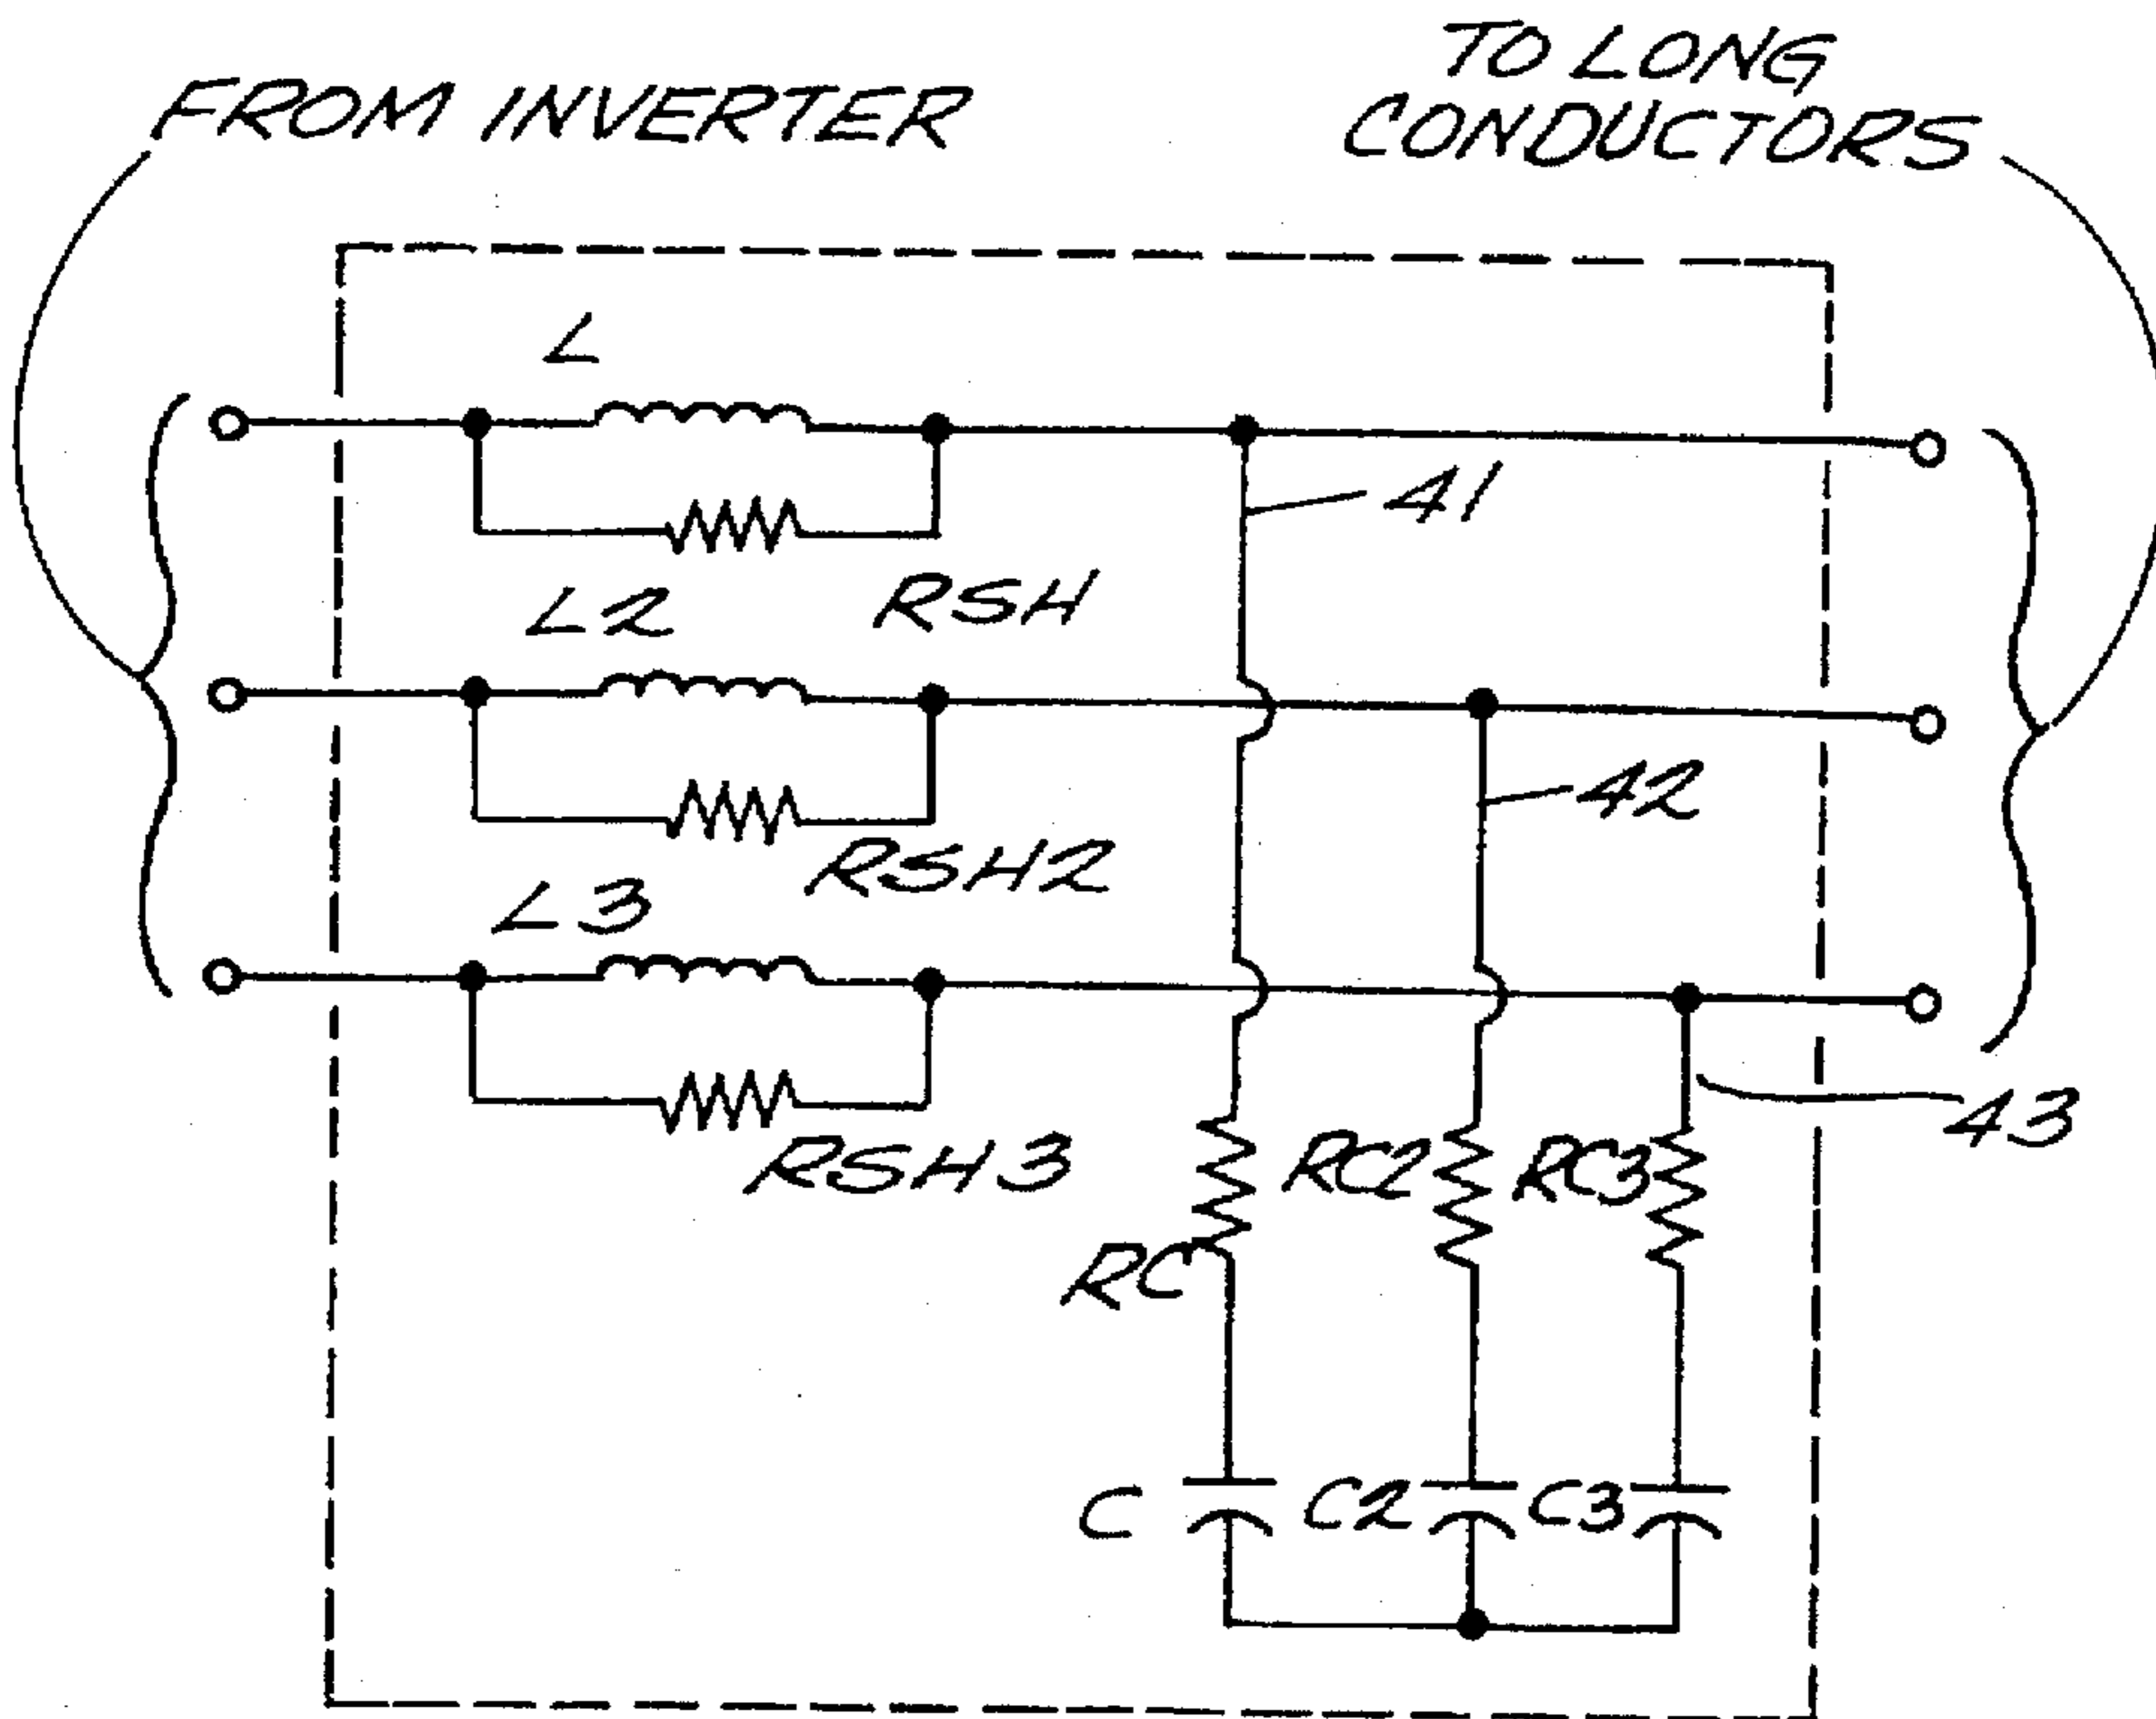 TO LONG
CONDUCTORS
FROM INVERTER
L
41
RSH
L2
42
RSH2
L3
43
RSH3
RC2
RC3
RC
C
C2
C3